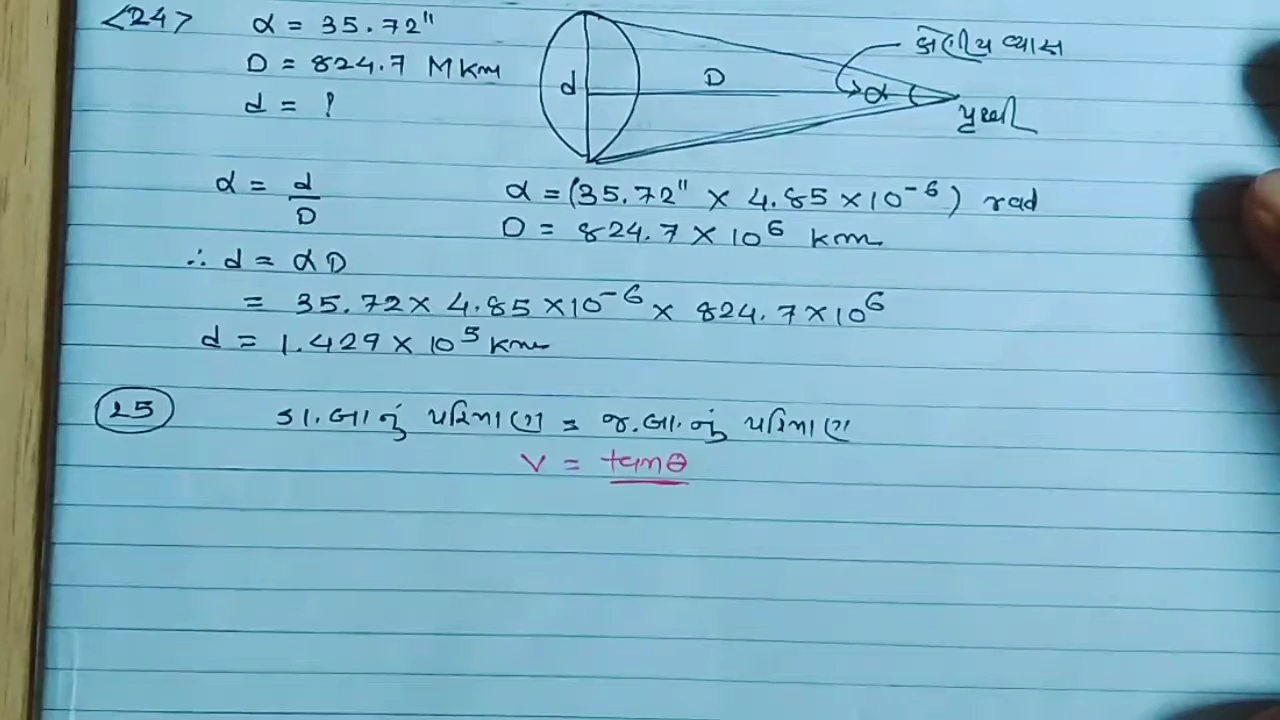 <24> α = 35.72"
D = 824.7 M Km
d = ?
d
D
α
કોણીય વ્યાસ
પૃથ્વી
α = d/D
α = (35.72" × 4.85 × 10⁻⁶) rad
D = 824.7 × 10⁶ km
∴ d = αD
= 35.72 × 4.85 × 10⁻⁶ × 824.7 × 10⁶
d = 1.429 × 10⁵ km
25 ડા.બા નું પરિમાણ = જ.બા.નું પરિમાણ
v = tanθ